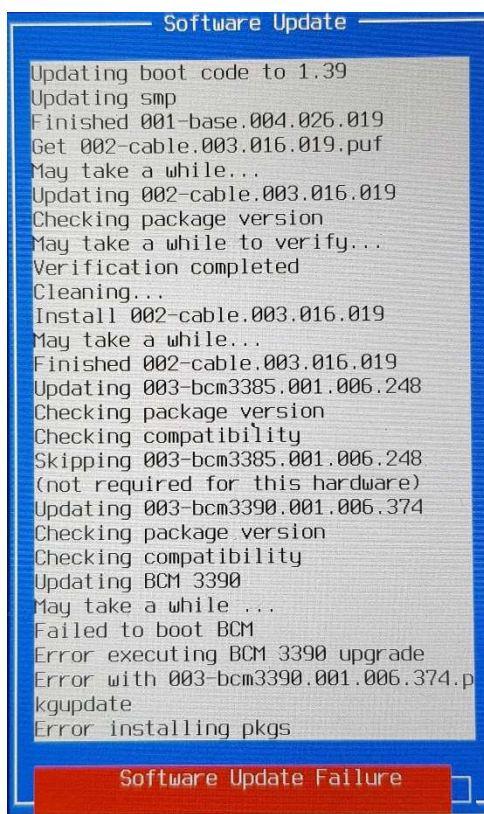 Software Update
Updating boot code to 1.39
Updating smp
Finished 001-base.004.026.019
Get 002-cable.003.016.019.puf
May take a while...
Updating 002-cable.003.016.019
Checking package version
May take a while to verify...
Verification completed
Cleaning...
Install 002-cable.003.016.019
May take a while...
Finished 002-cable.003.016.019
Updating 003-bcm3385.001.006.248
Checking package version
Checking compatibility
Skipping 003-bcm3385.001.006.248
(not required for this hardware)
Updating 003-bcm3390.001.006.374
Checking package version
Checking compatibility
Updating BCM 3390
May take a while ...
Failed to boot BCM
Error executing BCM 3390 upgrade
Error with 003-bcm3390.001.006.374.p
kgupdate
Error installing pkgs
Software Update Failure